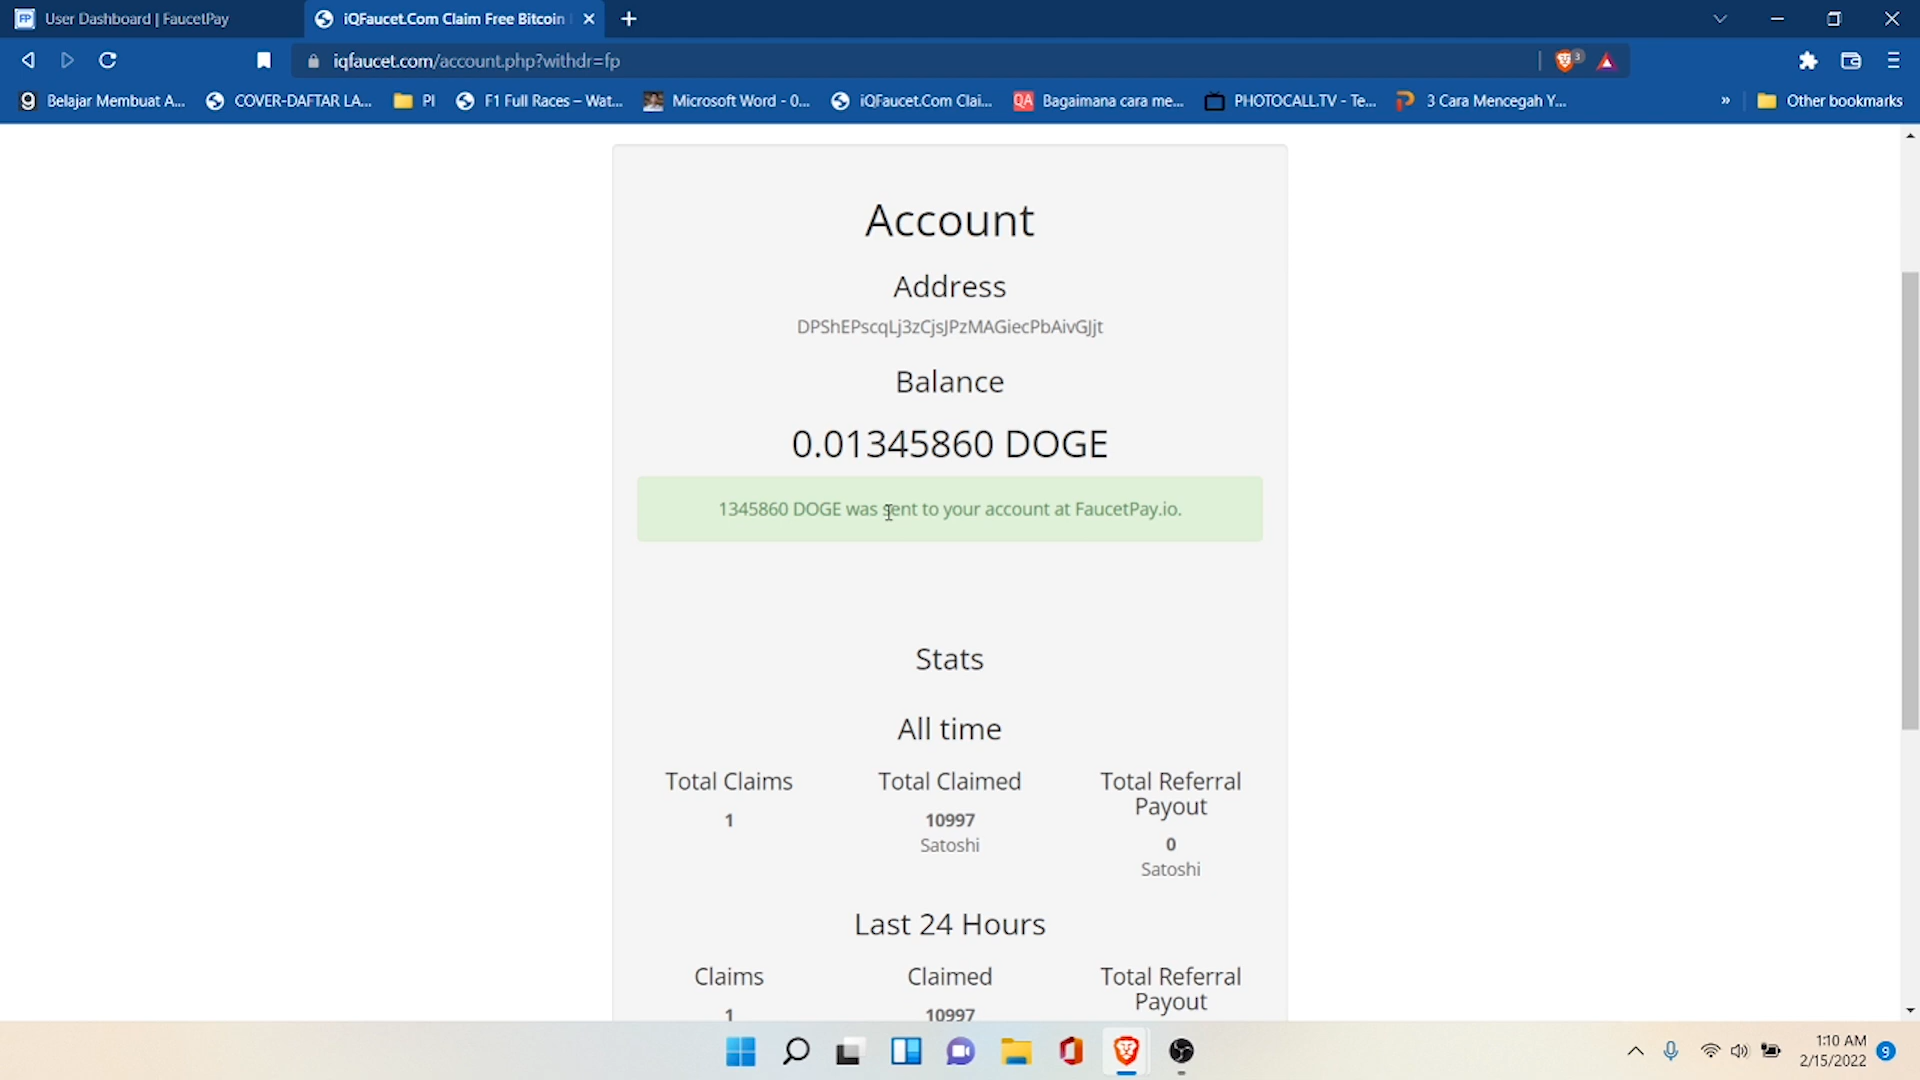 User Dashboard | FaucetPay
iQFaucet.Com Claim Free Bitcoin
iqfaucet.com/account.php?withdr=fp
3
Belajar Membuat A...
COVER-DAFTAR LA...
PI
F1 Full Races – Wat...
Microsoft Word - 0...
iQFaucet.Com Clai...
QA
Bagaimana cara me...
PHOTOCALL.TV - Te...
3 Cara Mencegah Y...
»
Other bookmarks
Account
Address
DPShEPscqLj3zCjsJPzMAGiecPbAivGJjt
Balance
0.01345860 DOGE
1345860 DOGE was sent to your account at FaucetPay.io.
Stats
All time
Total Claims
1
Total Claimed
10997
Satoshi
Total Referral
Payout
0
Satoshi
Last 24 Hours
Claims
1
Claimed
10997
Total Referral
Payout
1:10 AM
2/15/2022
9